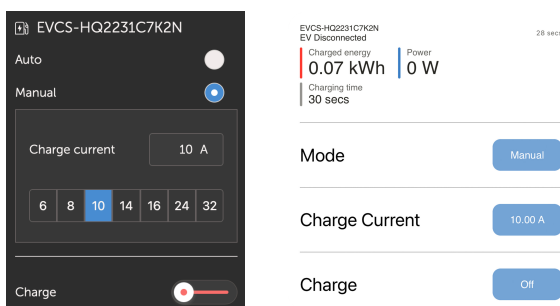 EVCS-HQ2231C7K2N
Auto
Manual
Charge current
10 A
6 8 10 14 16 24 32
Charge
EVCS-HQ2231C7K2N
EV Disconnected
28 secs
Charged energy
0.07 kWh
Power
0 W
Charging time
30 secs
Mode
Manual
Charge Current
10.00 A
Charge
Off